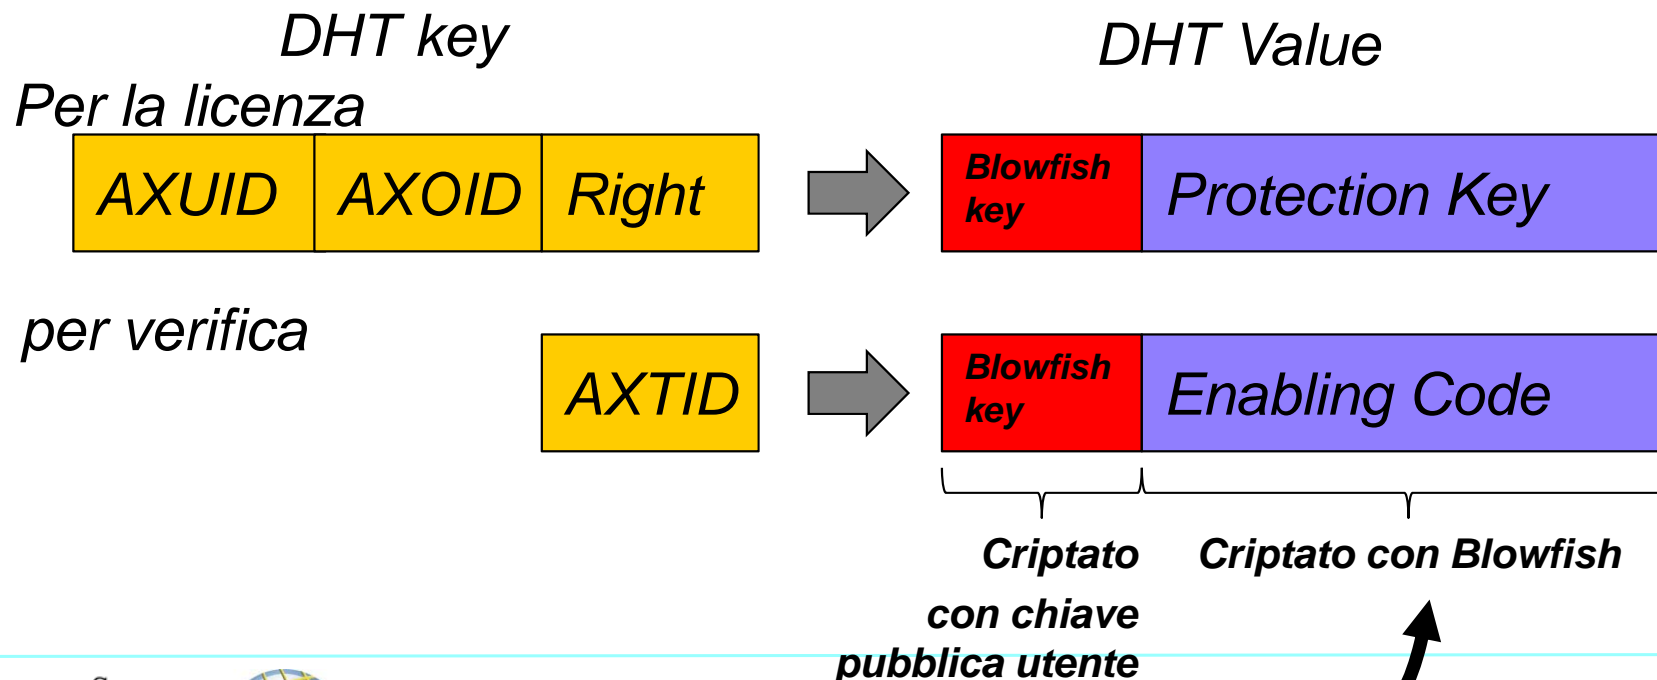 DHT key
DHT Value
Per la licenza
AXUID AXOID Right
Blowfish
key
Protection Key
per verifica
AXTID
Blowfish
key
Enabling Code
Criptato
con chiave
pubblica utente
Criptato con Blowfish